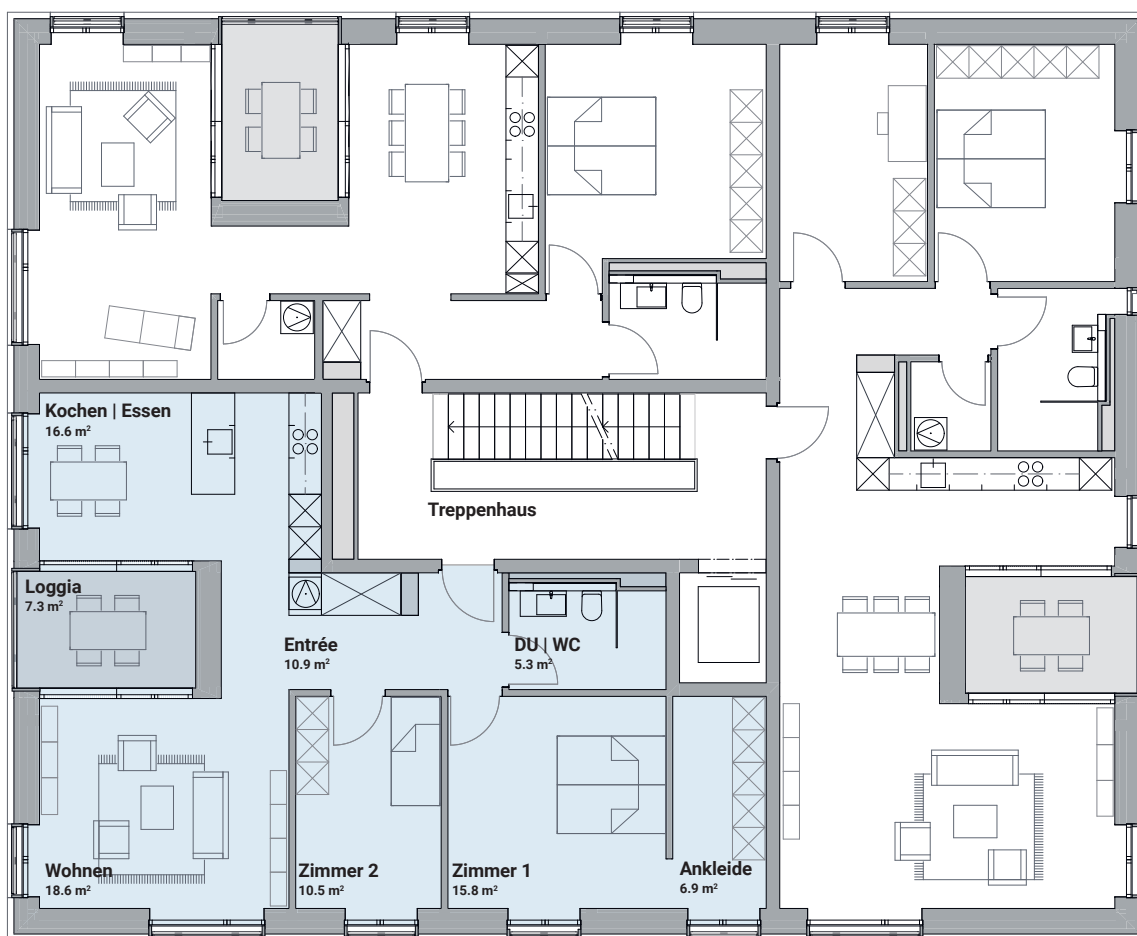 Kochen | Essen
16.6 m²
Treppenhaus
Loggia
7.3 m²
Entrée
10.9 m²
DU | WC
5.3 m²
Wohnen
18.6 m²
Zimmer 2
10.5 m²
Zimmer 1
15.8 m²
Ankleide
6.9 m²